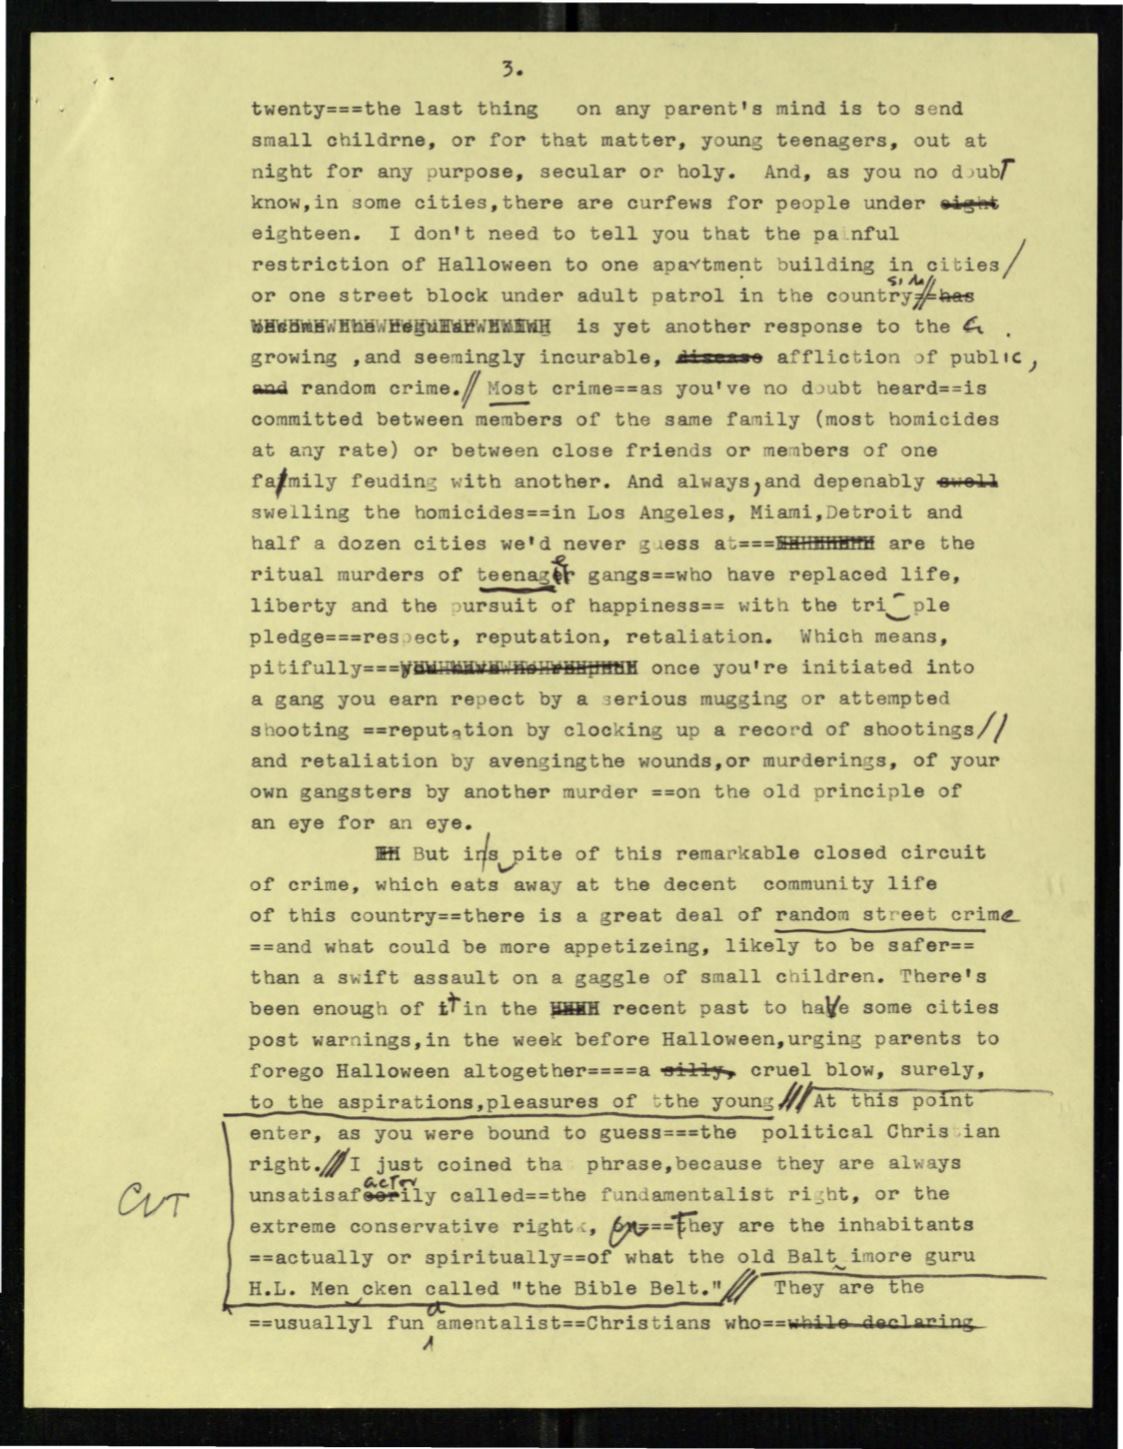 3.
twenty===the last thing on any parent's mind is to send
small childrne, or for that matter, young teenagers, out at
night for any purpose, secular or holy. And, as you no doubT
know,in some cities,there are curfews for people under eight
eighteen. I don't need to tell you that the painful
restriction of Halloween to one apartment building in cities/
or one street block under adult patrol in the country//==has
is yet another response to the a
growing ,and seemingly incurable, disease affliction of public,
and random crime.// Most crime==as you've no doubt heard==is
committed between members of the same family (most homicides
at any rate) or between close friends or members of one
fa/mily feuding with another. And always,and depenably swell
swelling the homicides==in Los Angeles, Miami,Detroit and
half a dozen cities we'd never guess at=== are the
ritual murders of teenager gangs==who have replaced life,
liberty and the pursuit of happiness== with the tri ple
pledge===respect, reputation, retaliation. Which means,
pitifully=== once you're initiated into
a gang you earn repect by a serious mugging or attempted
shooting ==reputation by clocking up a record of shootings//
and retaliation by avengingthe wounds,or murderings, of your
own gangsters by another murder ==on the old principle of
an eye for an eye.
But in/s pite of this remarkable closed circuit
of crime, which eats away at the decent community life
of this country==there is a great deal of random street crime
==and what could be more appetizeing, likely to be safer==
than a swift assault on a gaggle of small children. There's
been enough of it in the recent past to have some cities
post warnings,in the week before Halloween,urging parents to
forego Halloween altogether====a silly, cruel blow, surely,
to the aspirations,pleasures of tthe young/// At this point
enter, as you were bound to guess===the political Christian
right./// I just coined tha phrase,because they are always
actor
unsatisafily called==the fundamentalist right, or the
CUT
extreme conservative right, ===They are the inhabitants
==actually or spiritually==of what the old Balt imore guru
H.L. Men cken called "the Bible Belt."/// They are the
==usuallyl fun d amentalist==Christians who==while declaring